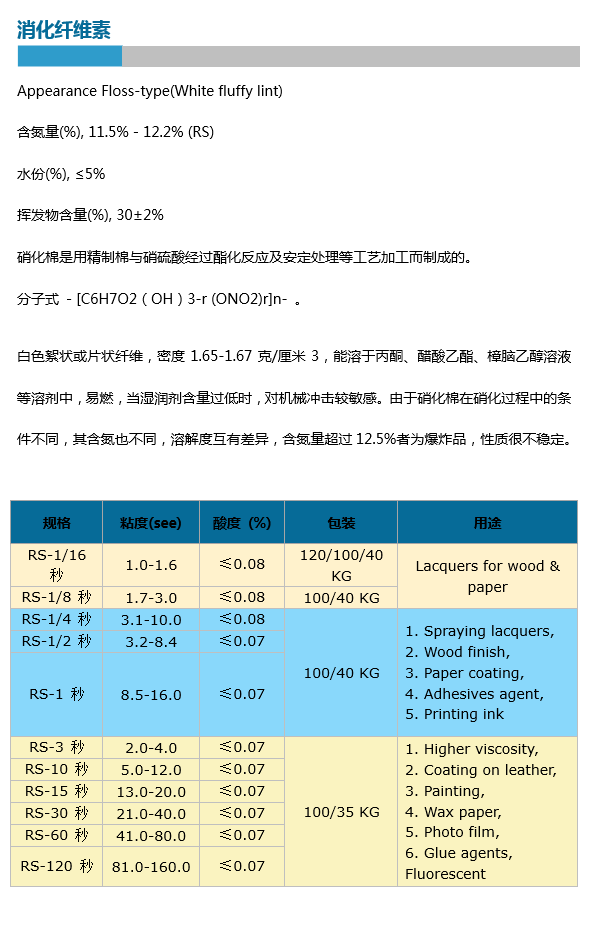 消化纤维素
Appearance Floss-type(White fluffy lint)
含氮量(%), 11.5% - 12.2% (RS)
水份(%), ≤5%
挥发物含量(%), 30±2%
硝化棉是用精制棉与硝硫酸经过酯化反应及安定处理等工艺加工而制成的。
分子式 - [C6H7O2（OH）3-r (ONO2)r]n- 。
白色絮状或片状纤维，密度 1.65-1.67 克/厘米 3，能溶于丙酮、醋酸乙酯、樟脑乙醇溶液
等溶剂中，易燃，当湿润剂含量过低时，对机械冲击较敏感。由于硝化棉在硝化过程中的条
件不同，其含氮也不同，溶解度互有差异，含氮量超过 12.5%者为爆炸品，性质很不稳定。
规格 粘度(see) 酸度 (%) 包装 用途
RS-1/16 秒 1.0-1.6 ≤0.08 120/100/40 KG Lacquers for wood & paper
RS-1/8 秒 1.7-3.0 ≤0.08 100/40 KG
RS-1/4 秒 3.1-10.0 ≤0.08
RS-1/2 秒 3.2-8.4 ≤0.07
RS-1 秒 8.5-16.0 ≤0.07
100/40 KG
1. Spraying lacquers,
2. Wood finish,
3. Paper coating,
4. Adhesives agent,
5. Printing ink
RS-3 秒 2.0-4.0 ≤0.07
RS-10 秒 5.0-12.0 ≤0.07
RS-15 秒 13.0-20.0 ≤0.07
RS-30 秒 21.0-40.0 ≤0.07
RS-60 秒 41.0-80.0 ≤0.07
RS-120 秒 81.0-160.0 ≤0.07
100/35 KG
1. Higher viscosity,
2. Coating on leather,
3. Painting,
4. Wax paper,
5. Photo film,
6. Glue agents,
Fluorescent